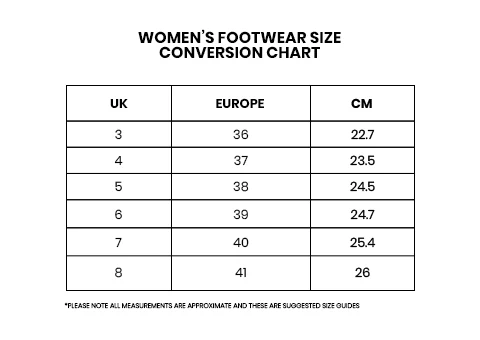 WOMEN’S FOOTWEAR SIZE
CONVERSION CHART
UK EUROPE CM
3 36 22.7
4 37 23.5
5 38 24.5
6 39 24.7
7 40 25.4
8 41 26
*PLEASE NOTE ALL MEASUREMENTS ARE APPROXIMATE AND THESE ARE SUGGESTED SIZE GUIDES